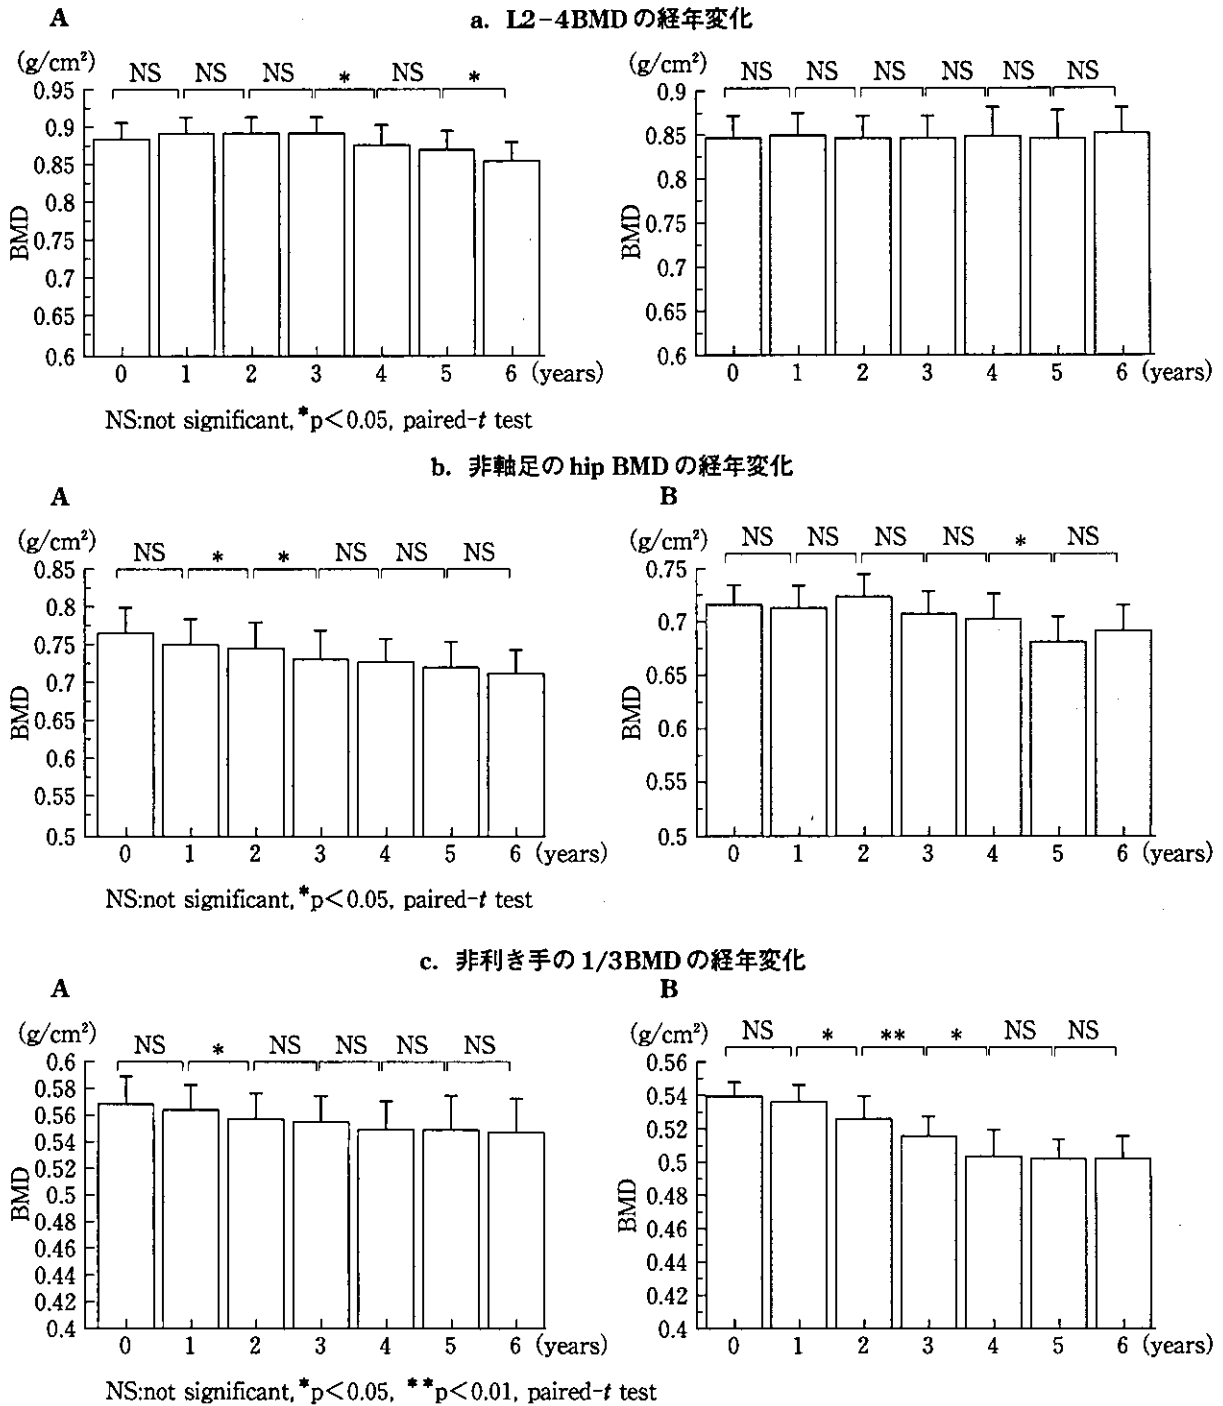 a. L2-4BMDの経年変化
A
(g/cm²)
NS NS NS * NS *
0.95
0.9
0.85
0.8
0.75
0.7
0.65
0.6
BMD
0 1 2 3 4 5 6 (years)
NS NS NS NS NS NS
0.9
0.85
0.8
0.75
0.7
0.65
0.6
BMD
0 1 2 3 4 5 6 (years)
NS:not significant, *p<0.05, paired-t test
b. 非軸足の hip BMD の経年変化
A
(g/cm²)
NS * * NS NS NS
0.85
0.8
0.75
0.7
0.65
0.6
0.55
0.5
BMD
0 1 2 3 4 5 6 (years)
B
(g/cm²)
NS NS NS NS * NS
0.75
0.7
0.65
0.6
0.55
0.5
BMD
0 1 2 3 4 5 6 (years)
NS:not significant, *p<0.05, paired-t test
c. 非利き手の 1/3BMD の経年変化
A
(g/cm²)
NS * NS NS NS NS
0.6
0.58
0.56
0.54
0.52
0.5
0.48
0.46
0.44
0.42
0.4
BMD
0 1 2 3 4 5 6 (years)
B
(g/cm²)
NS * ** * NS NS
0.56
0.54
0.52
0.5
0.48
0.46
0.44
0.42
0.4
BMD
0 1 2 3 4 5 6 (years)
NS:not significant, *p<0.05, **p<0.01, paired-t test